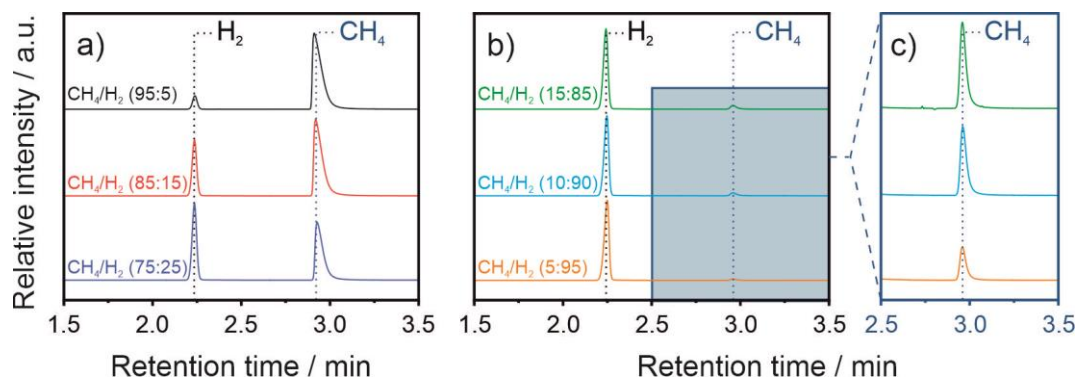 Relative intensity / a.u.
a)
H₂
CH₄
CH₄/H₂ (95:5)
CH₄/H₂ (85:15)
CH₄/H₂ (75:25)
1.5 2.0 2.5 3.0 3.5
Retention time / min
b)
H₂
CH₄
CH₄/H₂ (15:85)
CH₄/H₂ (10:90)
CH₄/H₂ (5:95)
1.5 2.0 2.5 3.0 3.5
Retention time / min
c)
CH₄
2.5 3.0 3.5